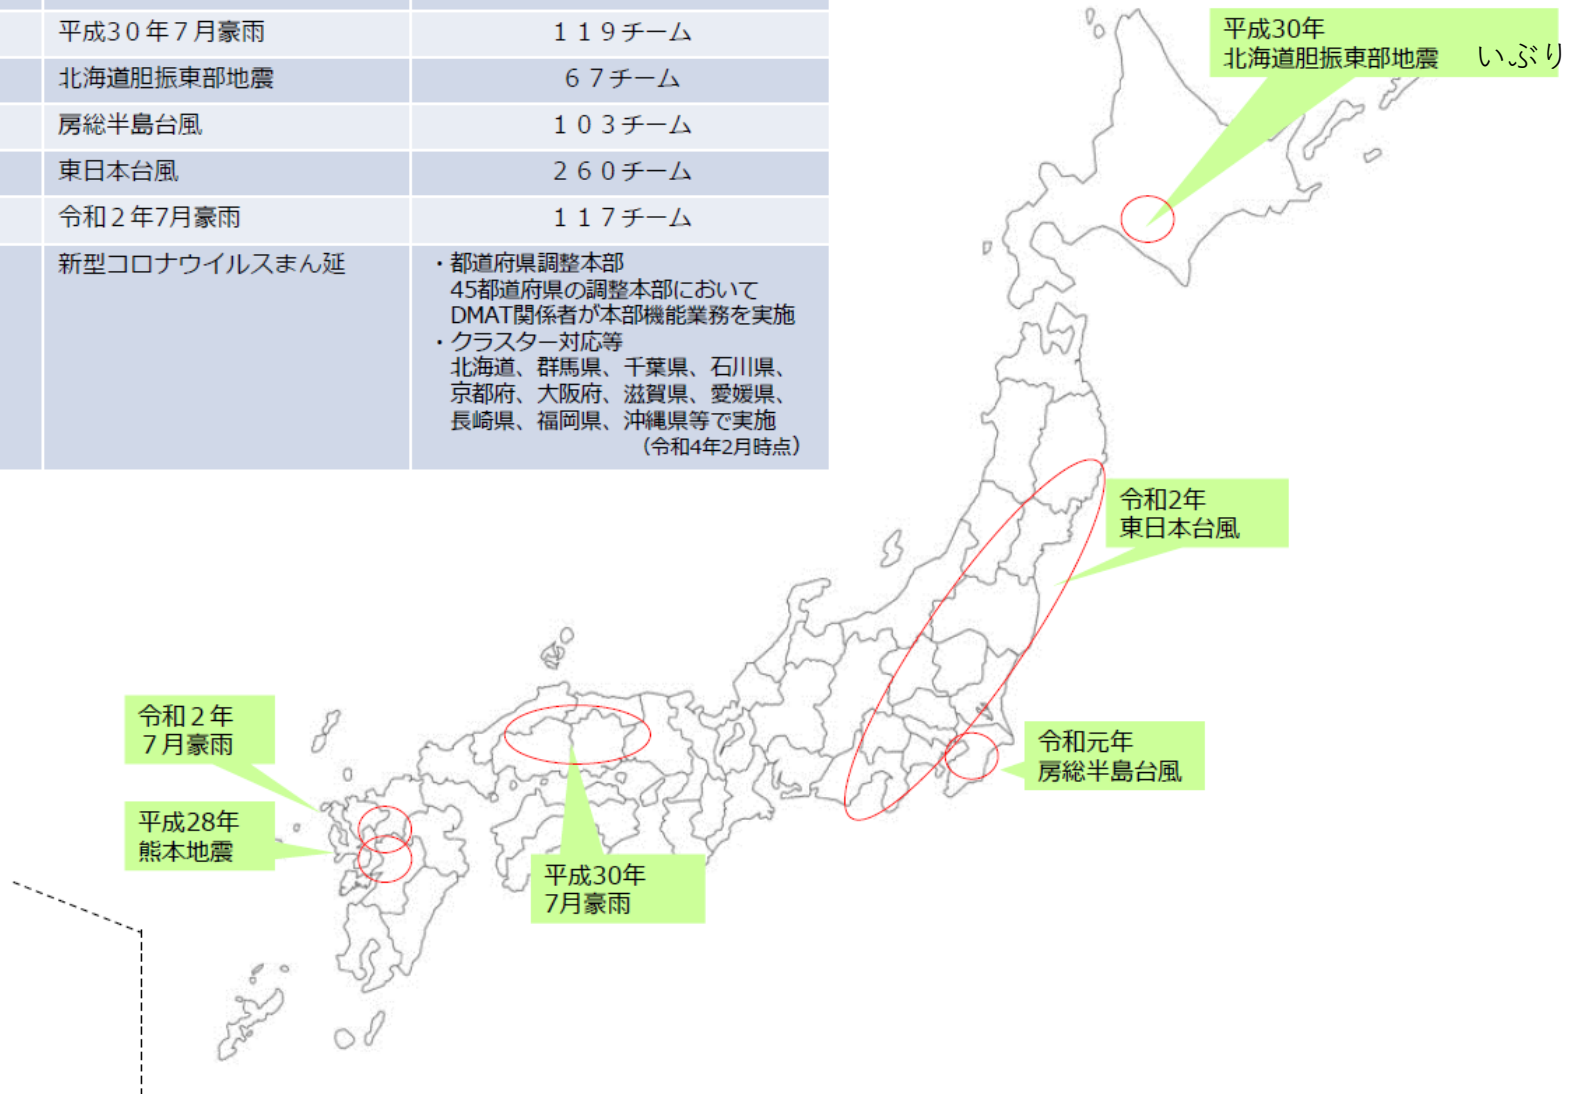 平成30年7月豪雨 119チーム
北海道胆振東部地震 67チーム
房総半島台風 103チーム
東日本台風 260チーム
令和2年7月豪雨 117チーム
新型コロナウイルスまん延
・都道府県調整本部
45都道府県の調整本部において
DMAT関係者が本部機能業務を実施
・クラスター対応等
北海道、群馬県、千葉県、石川県、
京都府、大阪府、滋賀県、愛媛県、
長崎県、福岡県、沖縄県等で実施
(令和4年2月時点)
平成30年
北海道胆振東部地震 いぶり
令和2年
東日本台風
令和元年
房総半島台風
令和2年
7月豪雨
平成28年
熊本地震
平成30年
7月豪雨